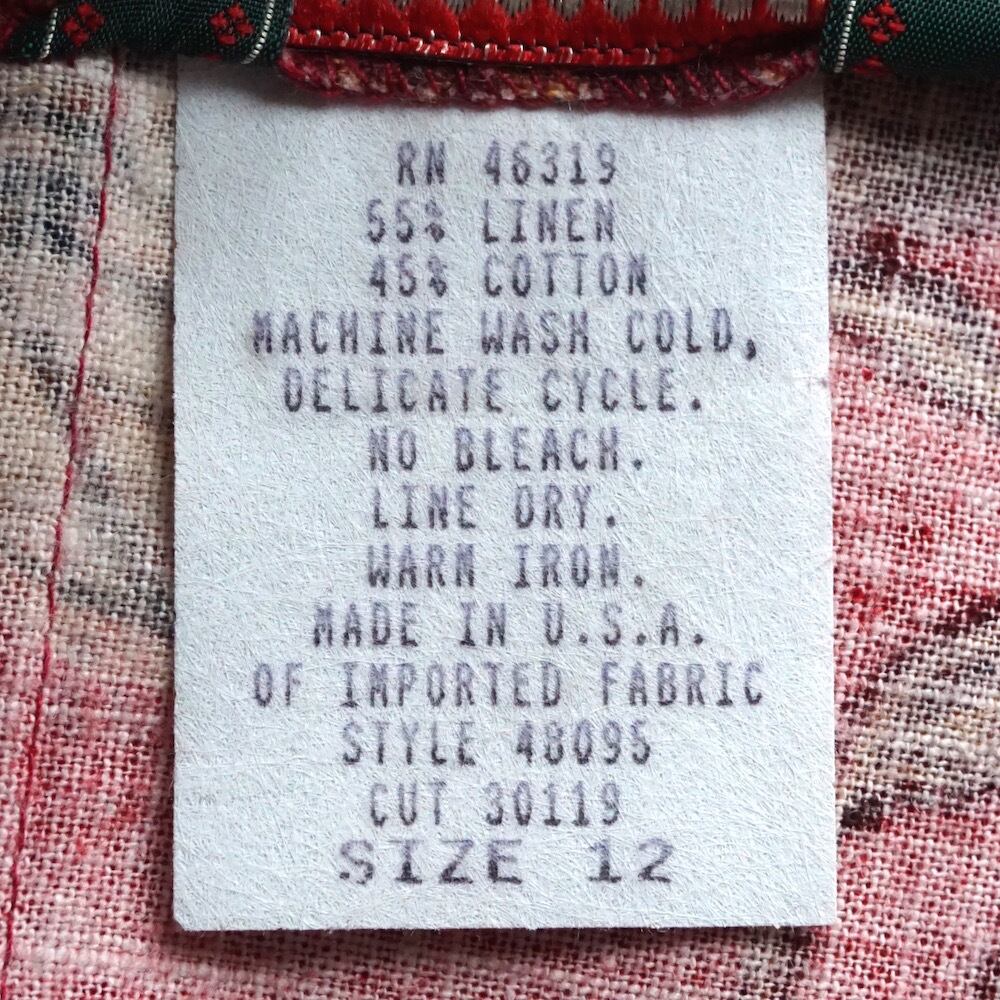 RN 46319
55% LINEN
45% COTTON
MACHINE WASH COLD,
DELICATE CYCLE.
NO BLEACH.
LINE DRY.
WARM IRON.
MADE IN U.S.A.
OF IMPORTED FABRIC
STYLE 48095
CUT 30119
SIZE 12